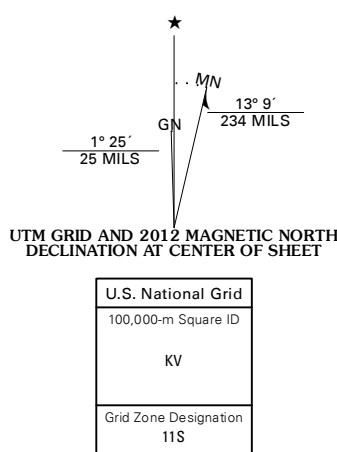 ★
MN
GN
1° 25´
25 MILS
13° 9´
234 MILS
UTM GRID AND 2012 MAGNETIC NORTH
DECLINATION AT CENTER OF SHEET
U.S. National Grid
100,000-m Square ID
KV
Grid Zone Designation
11S